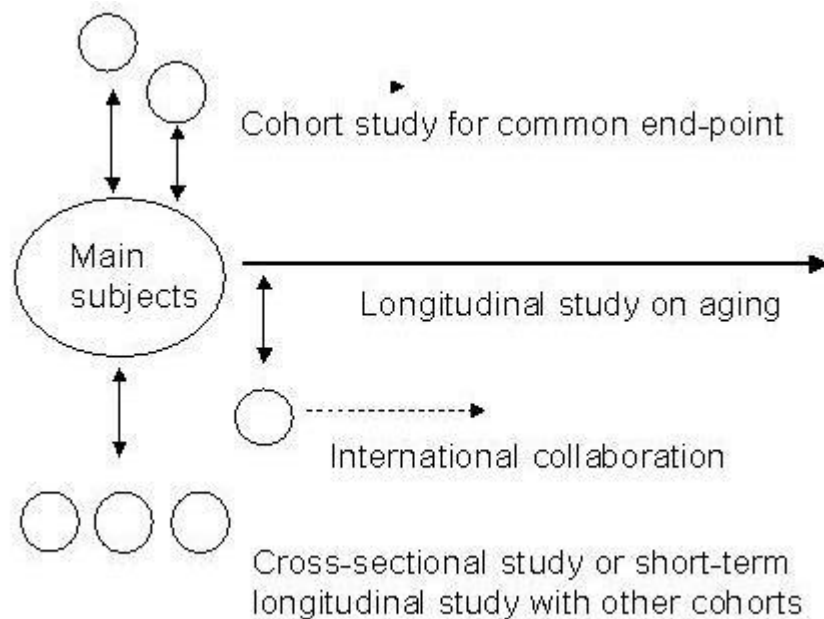 Cohort study for common end-point
Main
subjects
Longitudinal study on aging
International collaboration
Cross-sectional study or short-term
longitudinal study with other cohorts